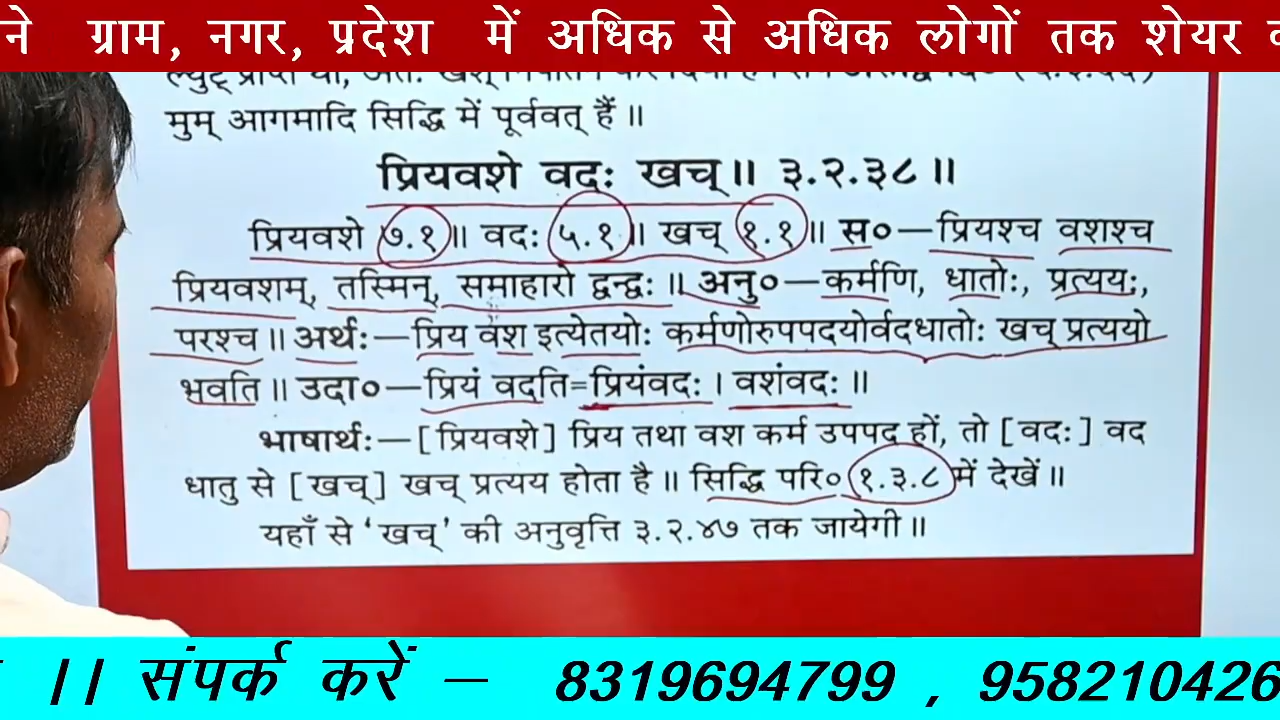 ने ग्राम, नगर, प्रदेश में अधिक से अधिक लोगों तक शेयर
मुम् आगमादि सिद्धि में पूर्ववत् हैं ॥
प्रियवशे वदः खच् ॥ ३.२.३८ ॥
प्रियवशे ७.१ ॥ वदः ५.१ ॥ खच् १.१ ॥ स०—प्रियश्च वशश्च
प्रियवशम्, तस्मिन्, समाहारो द्वन्द्वः ॥ अनु०—कर्मणि, धातोः, प्रत्ययः,
परश्च ॥ अर्थः—प्रिय वश इत्येतयोः कर्मणोरुपपदयोर्वदधातोः खच् प्रत्ययो
भवति ॥ उदा०—प्रियं वदति=प्रियंवदः । वशंवदः ॥
भाषार्थः—[प्रियवशे] प्रिय तथा वश कर्म उपपद हों, तो [वदः] वद
धातु से [खच्] खच् प्रत्यय होता है ॥ सिद्धि परि० १.३.८ में देखें ॥
यहाँ से 'खच्' की अनुवृत्ति ३.२.४७ तक जायेगी ॥
।। संपर्क करें – 8319694799 , 958210426